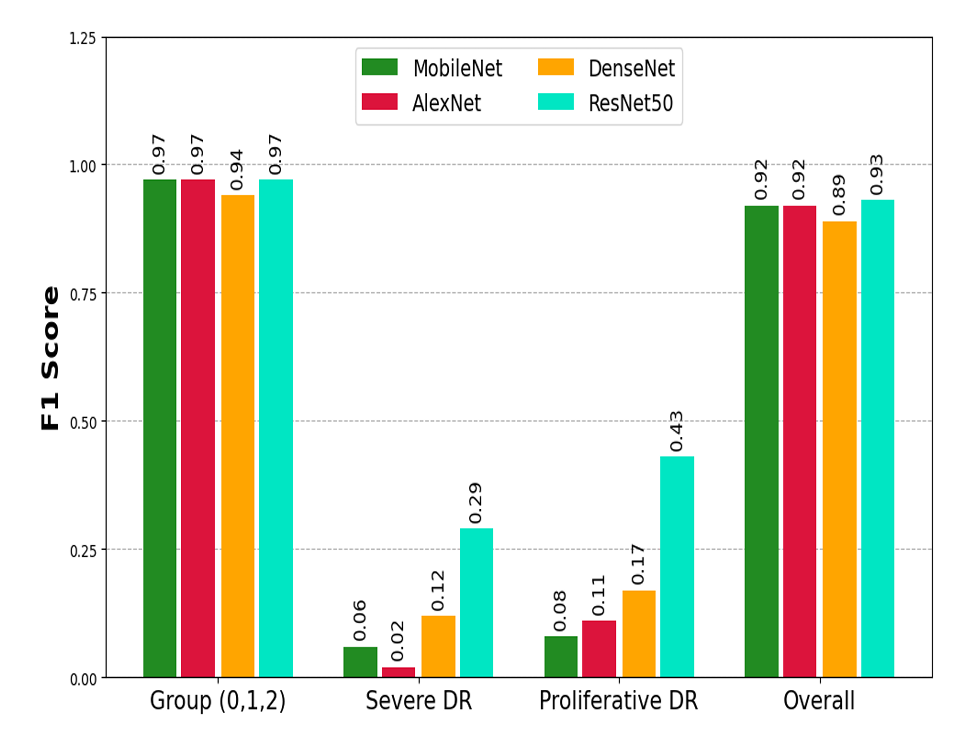 1.25
MobileNet DenseNet
AlexNet ResNet50
0.97 0.97 0.94 0.97 0.92 0.92 0.89 0.93
1.00
0.75
F1 Score
0.50
0.43
0.29
0.25
0.06 0.02 0.12 0.08 0.11 0.17
0.00
Group (0,1,2) Severe DR Proliferative DR Overall